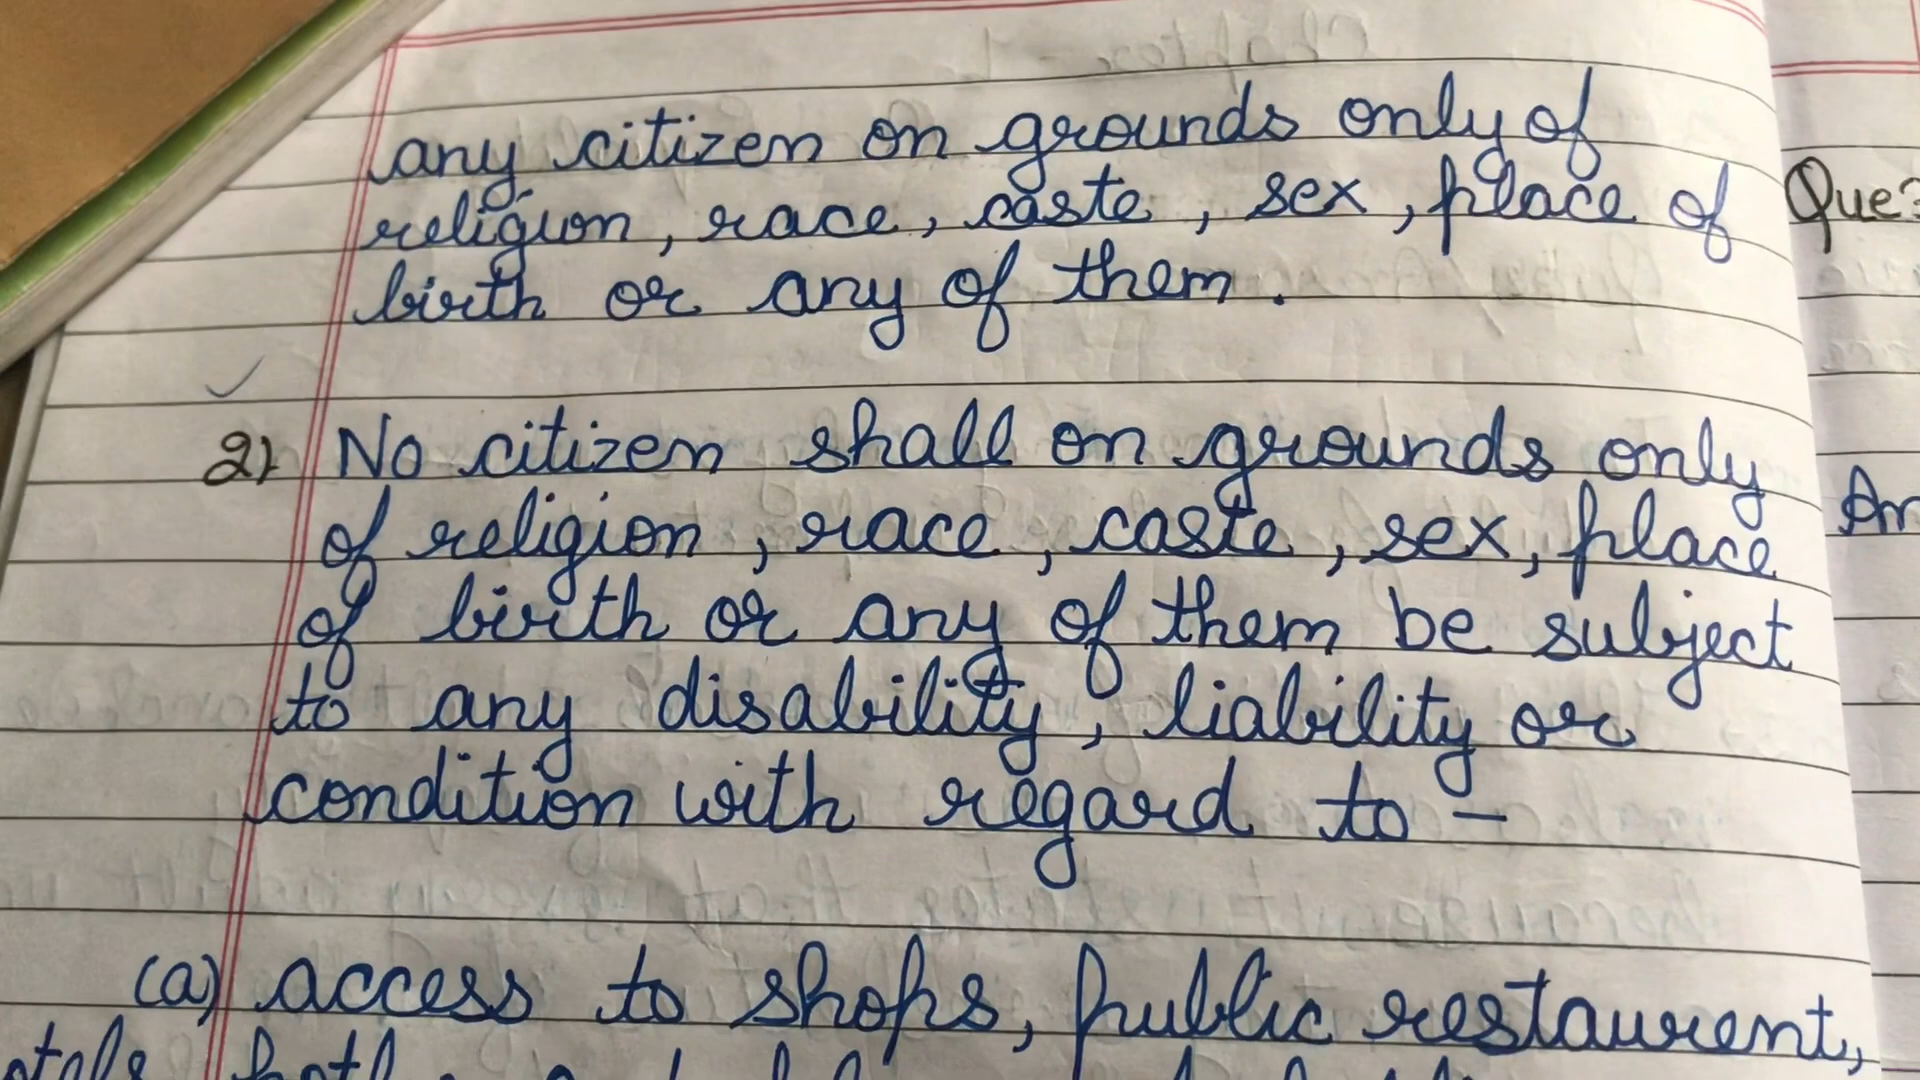 any citizen on grounds only of
religion, race, caste, sex, place of
birth or any of them.
2) No citizen shall on grounds only
of religion, race, caste, sex, place
of birth or any of them be subject
to any disability, liability or
condition with regard to -
(a) access to shops, public restaurent,
Que